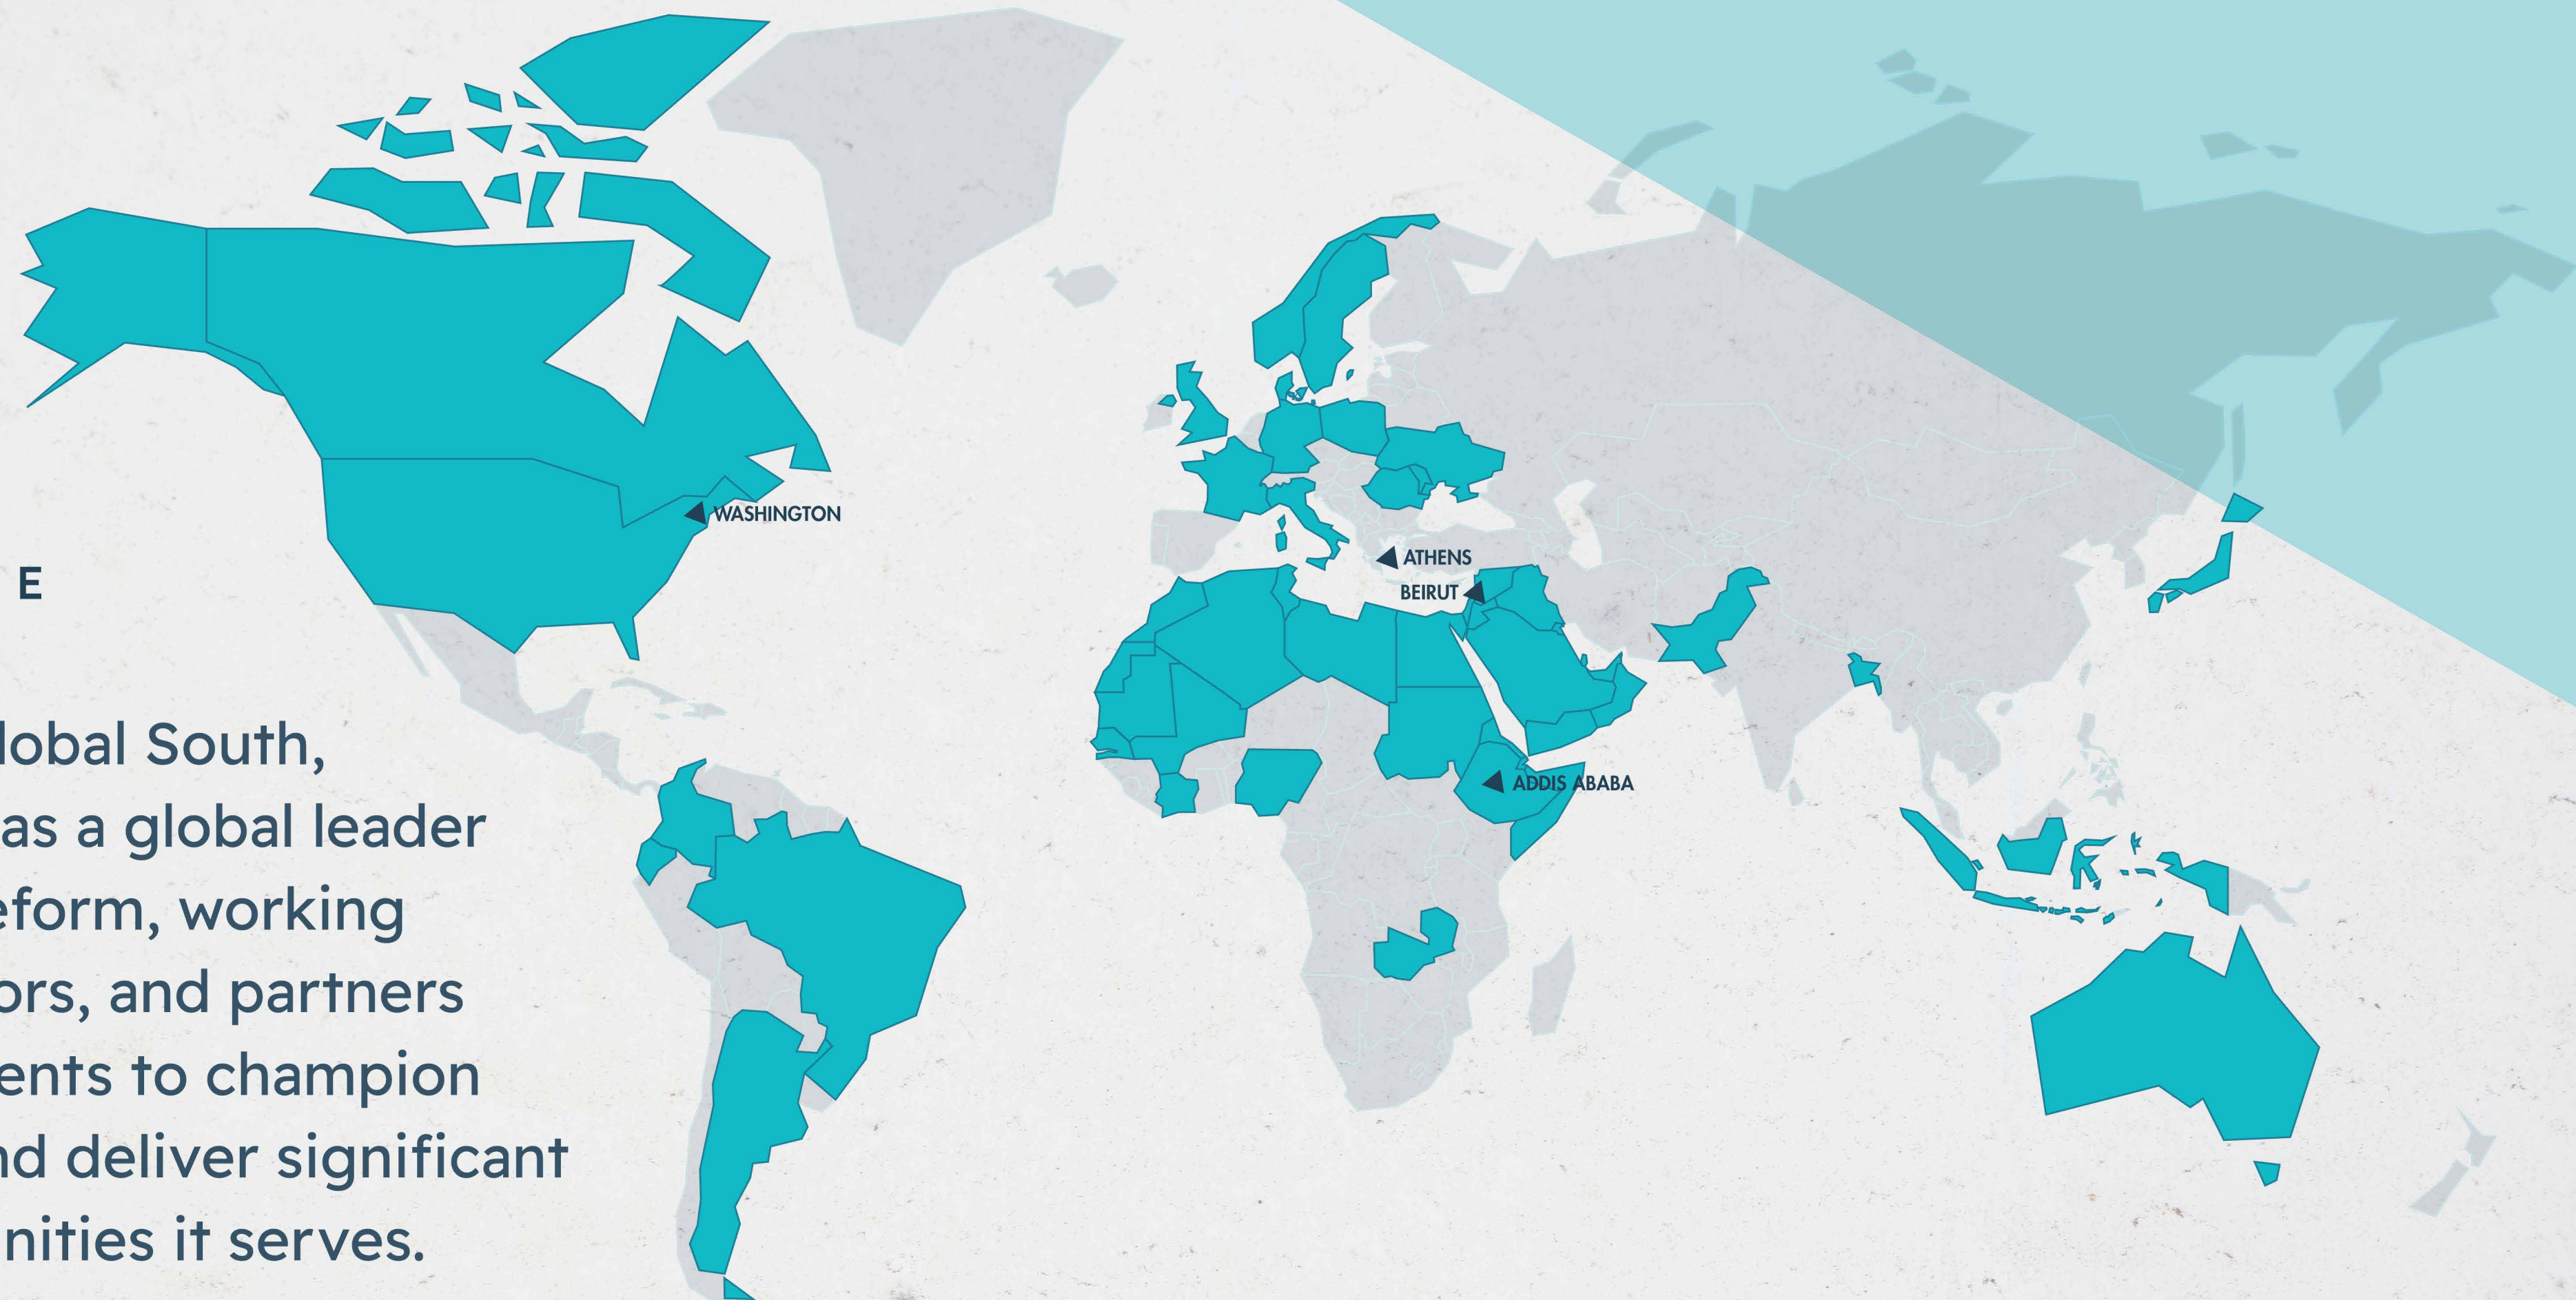 E
lobal South,
as a global leader
eform, working
ors, and partners
ents to champion
nd deliver significant
nities it serves.
WASHINGTON
ATHENS
BEIRUT
ADDIS ABABA